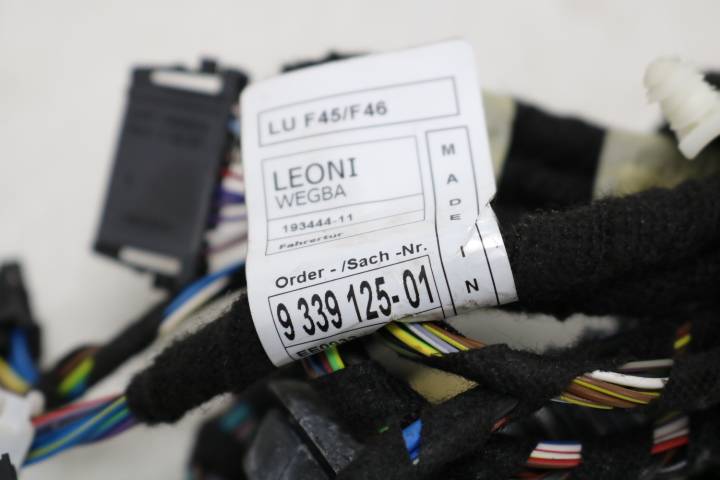 LU F45/F46
LEONI
WEGBA
193444-11
Fahrertür
MADE IN
Order - /Sach -Nr.
9 339 125-01